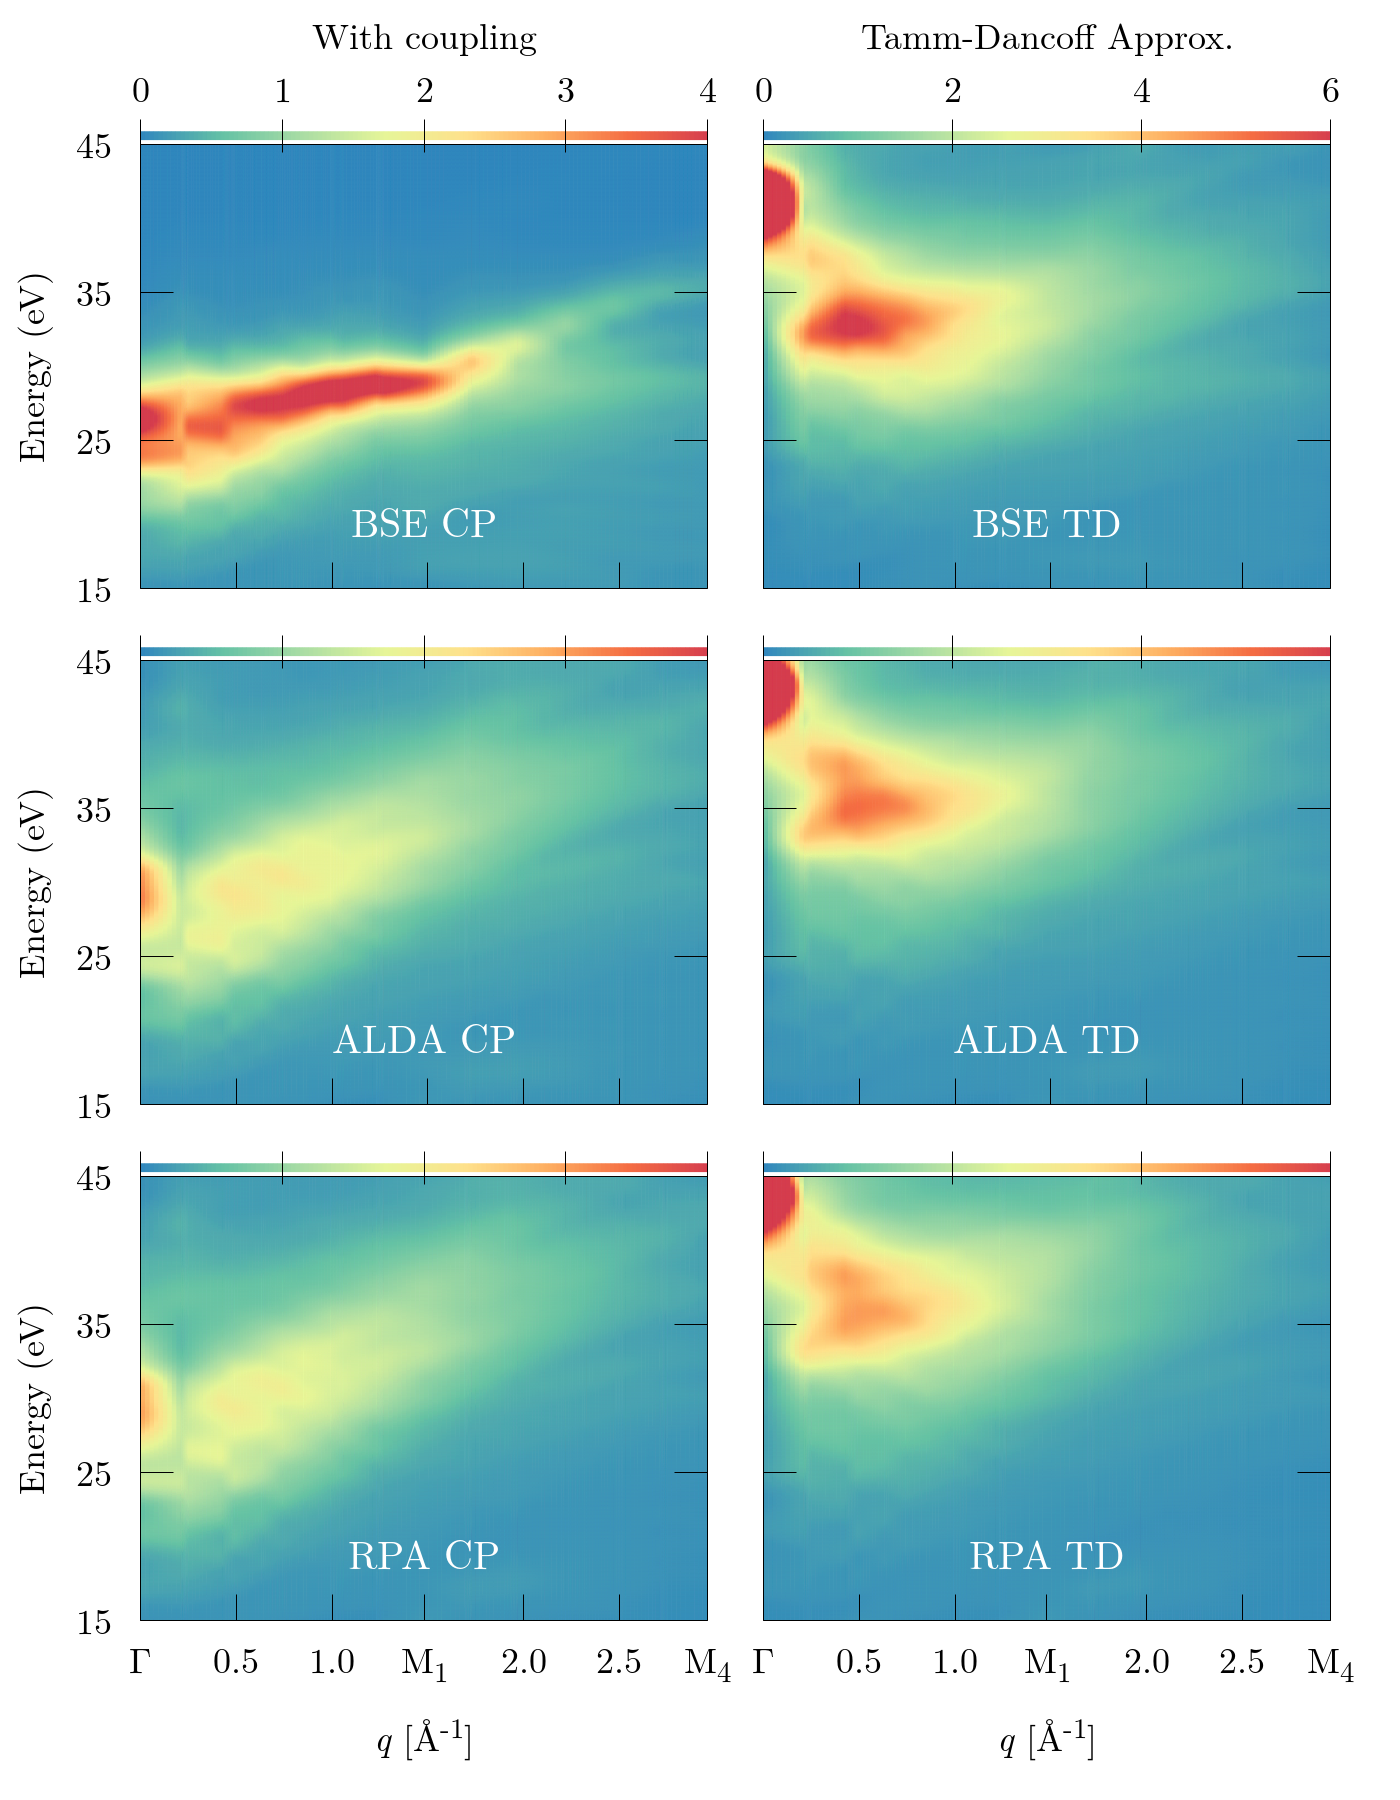 With coupling Tamm-Dancoff Approx.
0 1 2 3 4 0 2 4 6
45
35
25
15
Energy (eV)
BSE CP BSE TD
45
35
25
15
Energy (eV)
ALDA CP ALDA TD
45
35
25
15
Energy (eV)
RPA CP RPA TD
Γ 0.5 1.0 M1 2.0 2.5 M4 Γ 0.5 1.0 M1 2.0 2.5 M4
q [Å-1] q [Å-1]